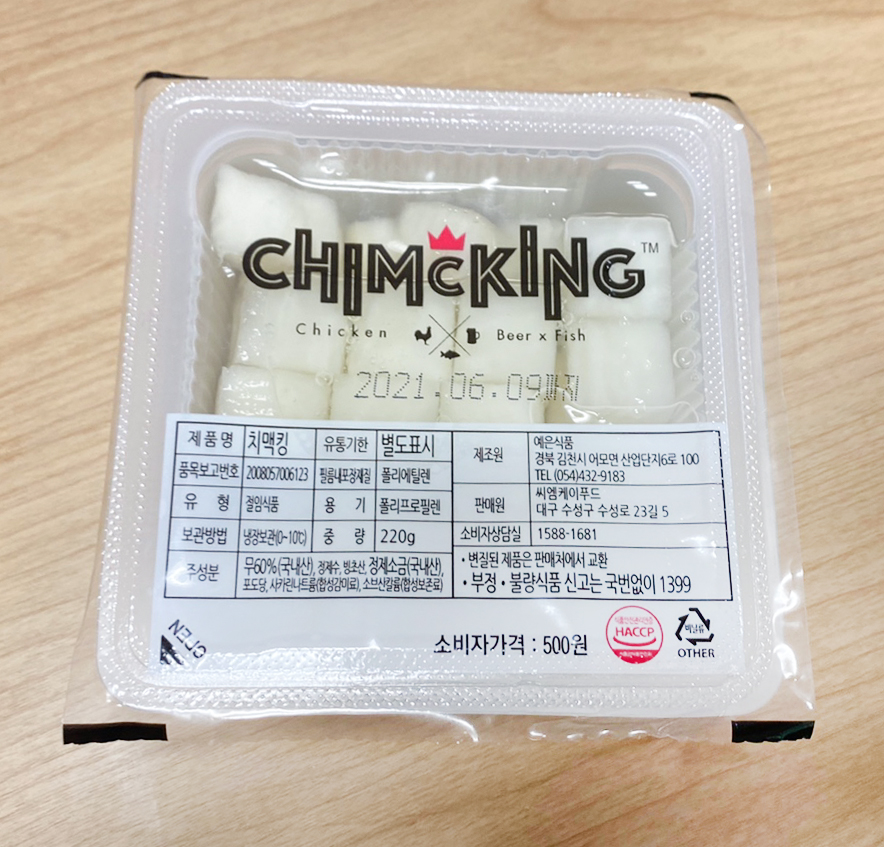 CHIMcKING™
Chicken Beer x Fish
2021.06.09까지
제품명 치맥킹 유통기한 별도표시
품목보고번호 2008057006123 필름내포장재질 폴리에틸렌
유 형 절임식품 용 기 폴리프로필렌
보관방법 냉장보관(0~10℃) 중 량 220g
주성분 무60%(국내산), 정제수, 빙초산, 정제소금(국내산),
포도당, 사카린나트륨(합성감미료), 소브산칼륨(합성보존료)
제조원 예은식품
경북 김천시 어모면 산업단지6로 100
TEL (054)432-9183
판매원 씨엠케이푸드
대구 수성구 수성로 23길 5
소비자상담실 1588-1681
• 변질된 제품은 판매처에서 교환
• 부정 • 불량식품 신고는 국번없이 1399
OPEN
소비자가격 : 500원
HACCP
비닐류
OTHER